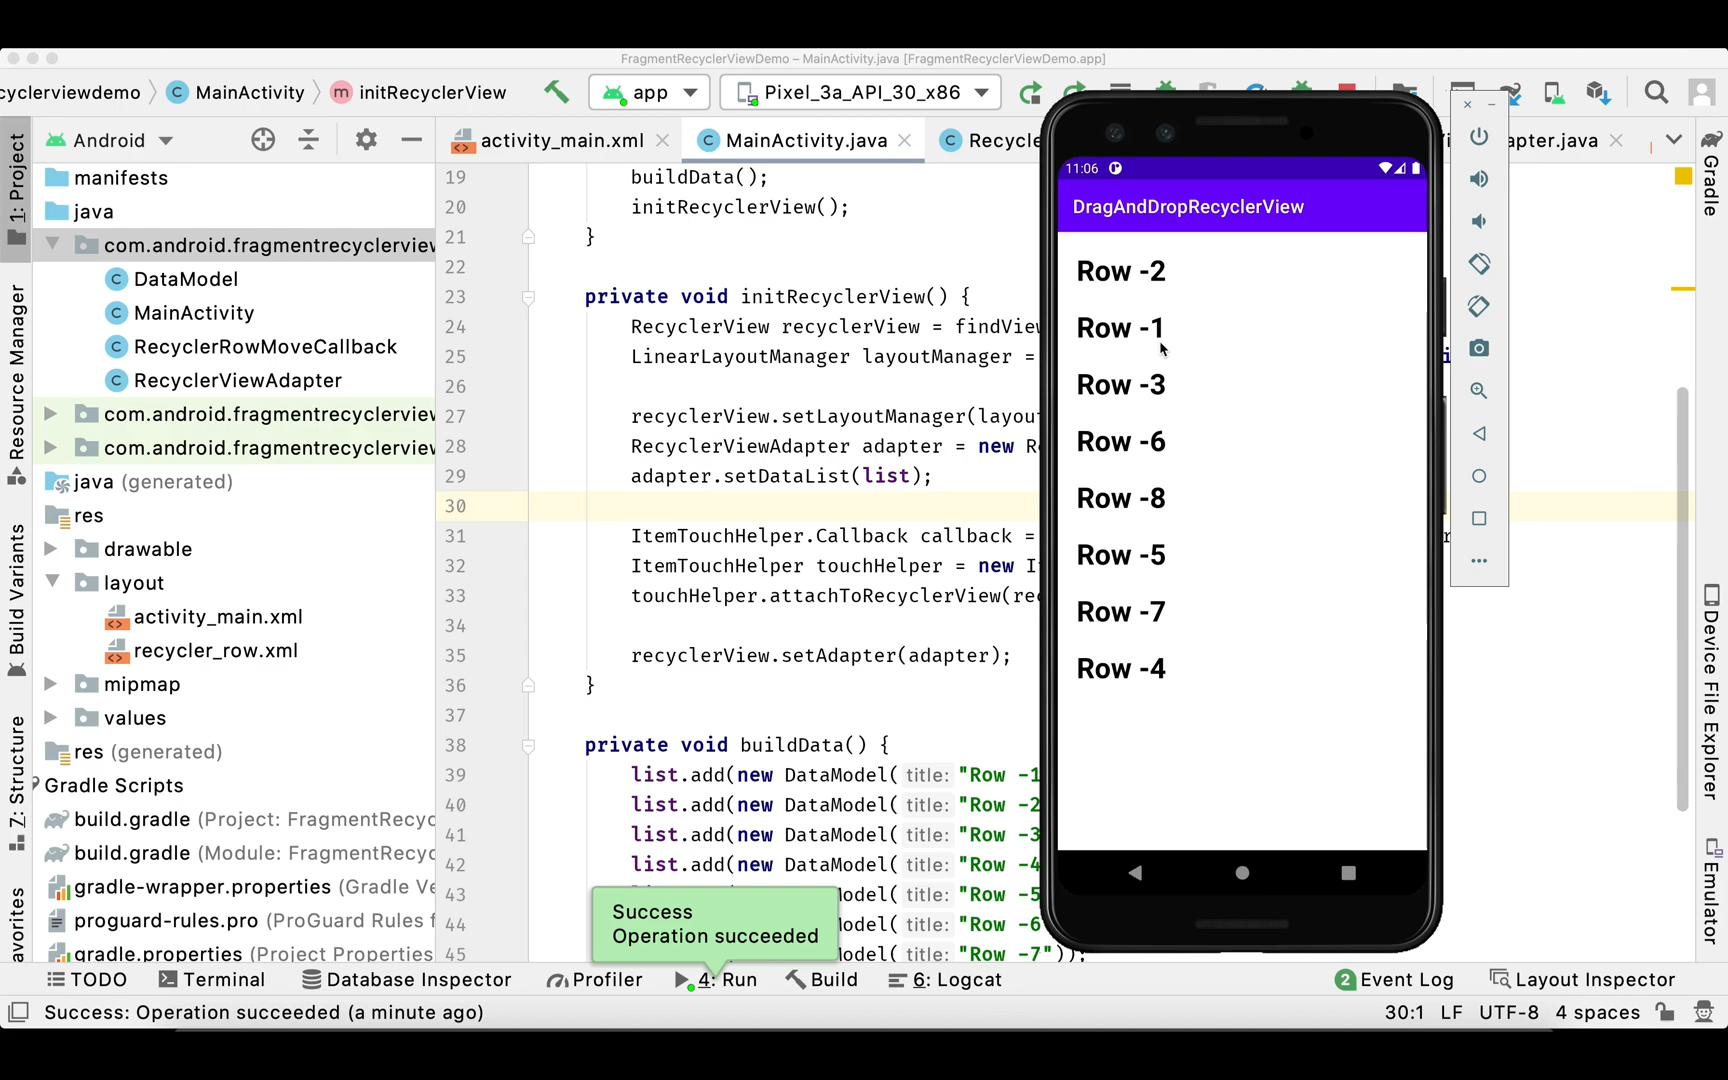 FragmentRecyclerViewDemo – MainActivity.java [FragmentRecyclerViewDemo.app]
cyclerviewdemo
MainActivity
initRecyclerView
app
Pixel_3a_API_30_x86
1: Project
Resource Manager
Build Variants
7: Structure
avorites
Android
manifests
java
com.android.fragmentrecyclerview
DataModel
MainActivity
RecyclerRowMoveCallback
RecyclerViewAdapter
com.android.fragmentrecyclerview
com.android.fragmentrecyclerview
java (generated)
res
drawable
layout
activity_main.xml
recycler_row.xml
mipmap
values
res (generated)
Gradle Scripts
build.gradle (Project: FragmentRecyc
build.gradle (Module: FragmentRecyc
gradle-wrapper.properties (Gradle Ve
proguard-rules.pro (ProGuard Rules f
gradle.properties (Project Properties
activity_main.xml
MainActivity.java
Recycle
apter.java
19 buildData();
20 initRecyclerView();
21 }
22
23 private void initRecyclerView() {
24 RecyclerView recyclerView = findView
25 LinearLayoutManager layoutManager =
26
27 recyclerView.setLayoutManager(layout
28 RecyclerViewAdapter adapter = new Re
29 adapter.setDataList(list);
30
31 ItemTouchHelper.Callback callback =
32 ItemTouchHelper touchHelper = new I
33 touchHelper.attachToRecyclerView(rec
34
35 recyclerView.setAdapter(adapter);
36 }
37
38 private void buildData() {
39 list.add(new DataModel( title: "Row -1
40 list.add(new DataModel( title: "Row -2
41 list.add(new DataModel( title: "Row -3
42 list.add(new DataModel( title: "Row -4
43 Model( title: "Row -5
44 Model( title: "Row -6
45 Model( title: "Row -7"));
Success
Operation succeeded
11:06
DragAndDropRecyclerView
Row -2
Row -1
Row -3
Row -6
Row -8
Row -5
Row -7
Row -4
Gradle
Device File Explorer
Emulator
TODO
Terminal
Database Inspector
Profiler
4: Run
Build
6: Logcat
2 Event Log
Layout Inspector
Success: Operation succeeded (a minute ago)
30:1 LF UTF-8 4 spaces